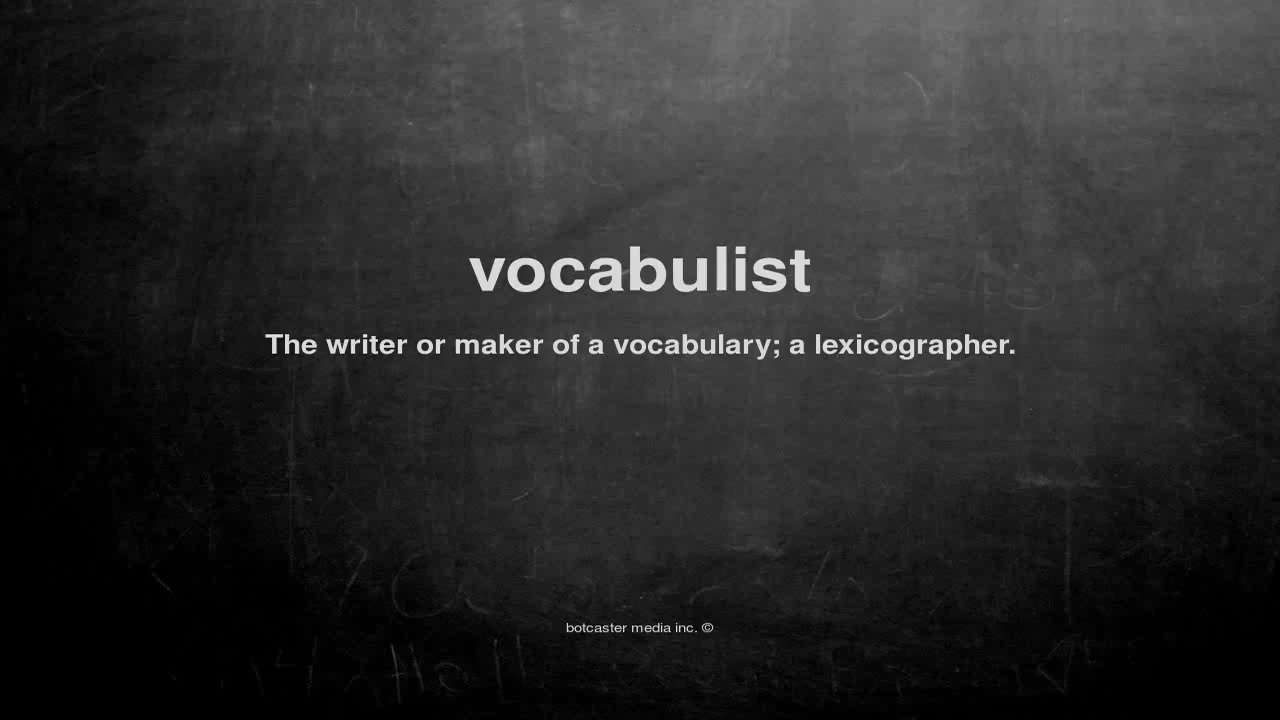 vocabulist
The writer or maker of a vocabulary; a lexicographer.
botcaster media inc. ©